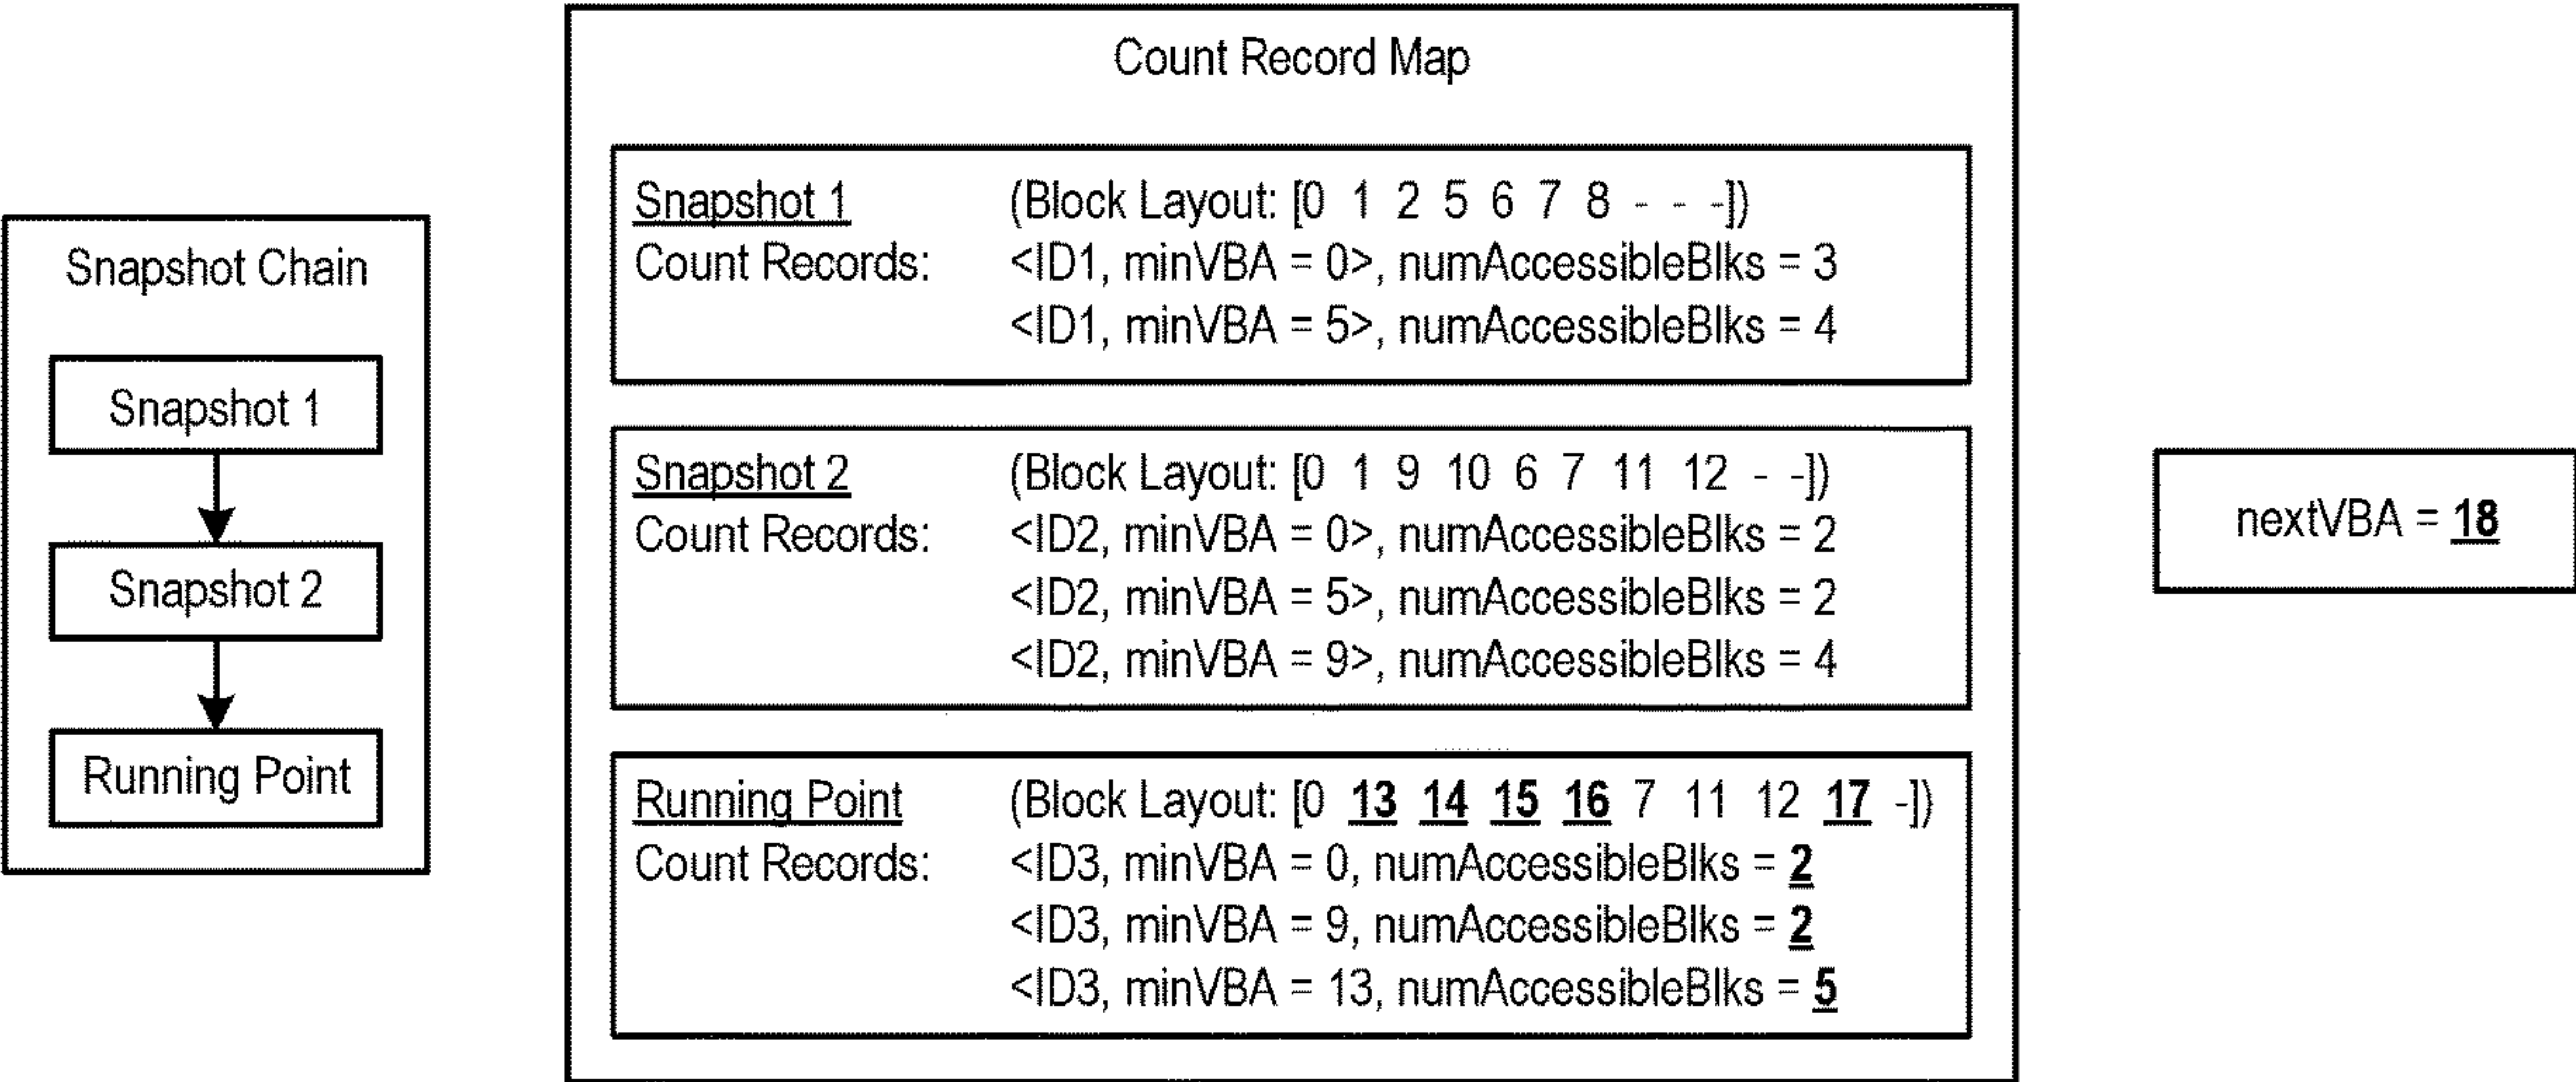 Snapshot Chain
Snapshot 1
Snapshot 2
Running Point
Count Record Map
Snapshot 1 (Block Layout: [0 1 2 5 6 7 8 - - -])
Count Records: <ID1, minVBA = 0>, numAccessibleBlks = 3
<ID1, minVBA = 5>, numAccessibleBlks = 4
Snapshot 2 (Block Layout: [0 1 9 10 6 7 11 12 - -])
Count Records: <ID2, minVBA = 0>, numAccessibleBlks = 2
<ID2, minVBA = 5>, numAccessibleBlks = 2
<ID2, minVBA = 9>, numAccessibleBlks = 4
Running Point (Block Layout: [0 13 14 15 16 7 11 12 17 -])
Count Records: <ID3, minVBA = 0, numAccessibleBlks = 2
<ID3, minVBA = 9, numAccessibleBlks = 2
<ID3, minVBA = 13, numAccessibleBlks = 5
nextVBA = 18